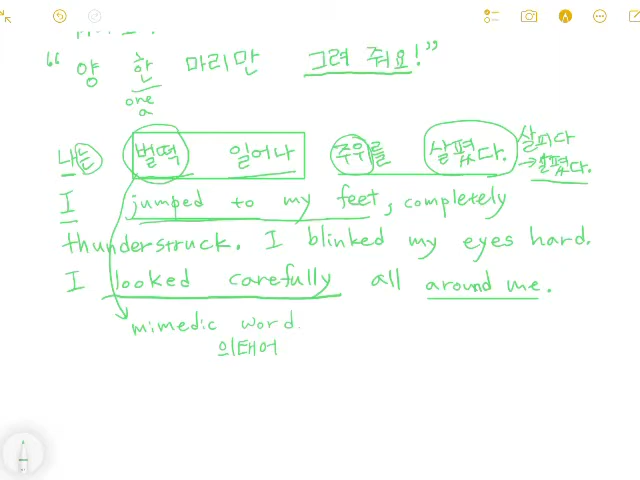 “ 양 한 마리만 그려 줘요!”
one
a
나는 벌떡 일어나 주위를 살폈다. 살피다
→살폈다.
I jumped to my feet, completely
thunderstruck. I blinked my eyes hard.
I looked carefully all around me.
mimedic word.
의태어